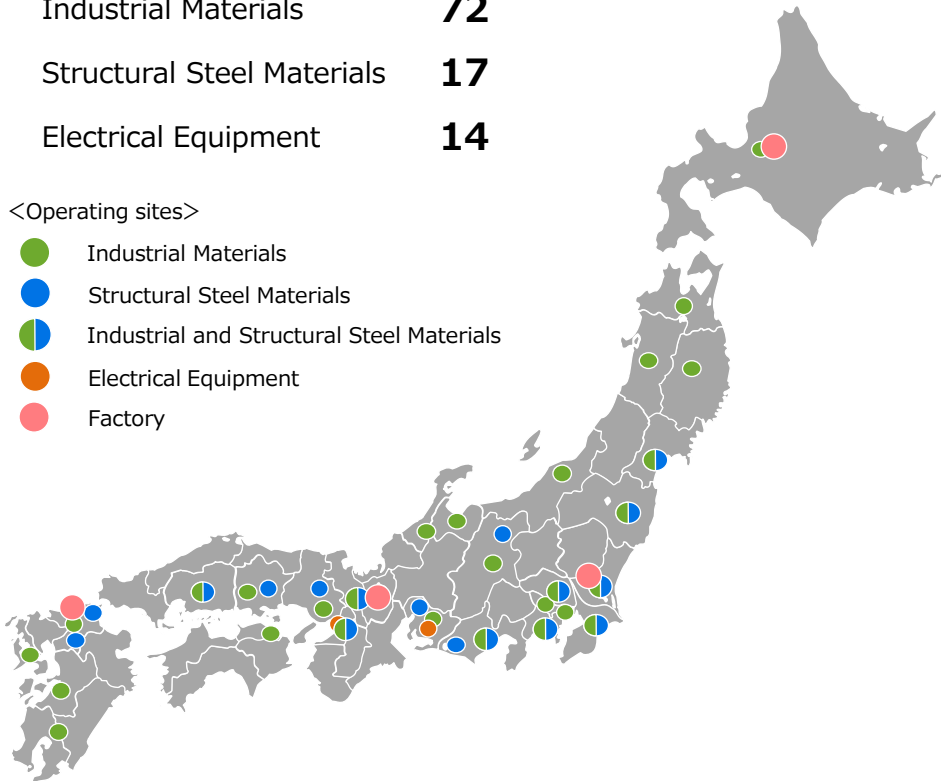 Industrial Materials 72
Structural Steel Materials 17
Electrical Equipment 14
<Operating sites>
Industrial Materials
Structural Steel Materials
Industrial and Structural Steel Materials
Electrical Equipment
Factory